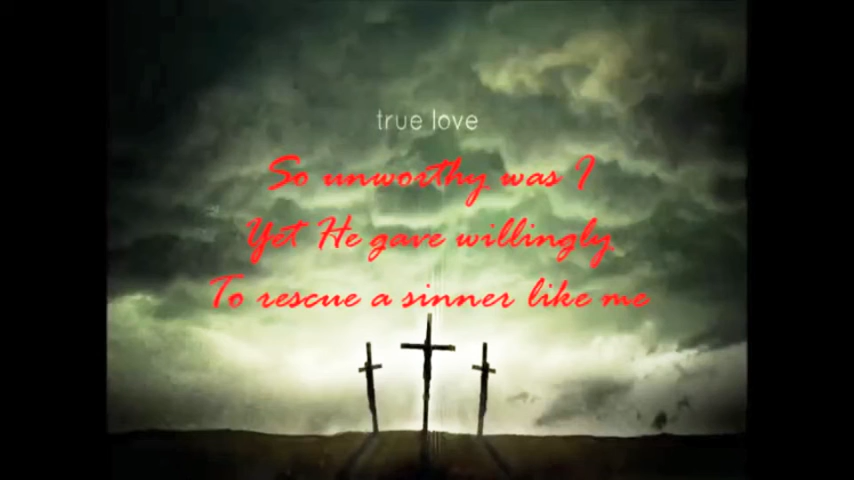 true love
So unworthy was I
Yet He gave willingly
To rescue a sinner like me